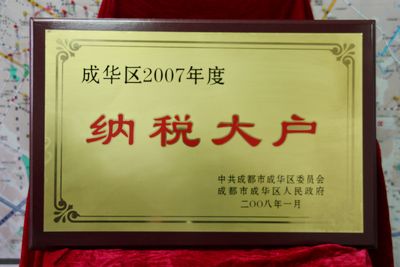 成华区2007年度
纳税大户
中共成都市成华区委员会
成都市成华区人民政府
二〇〇八年一月